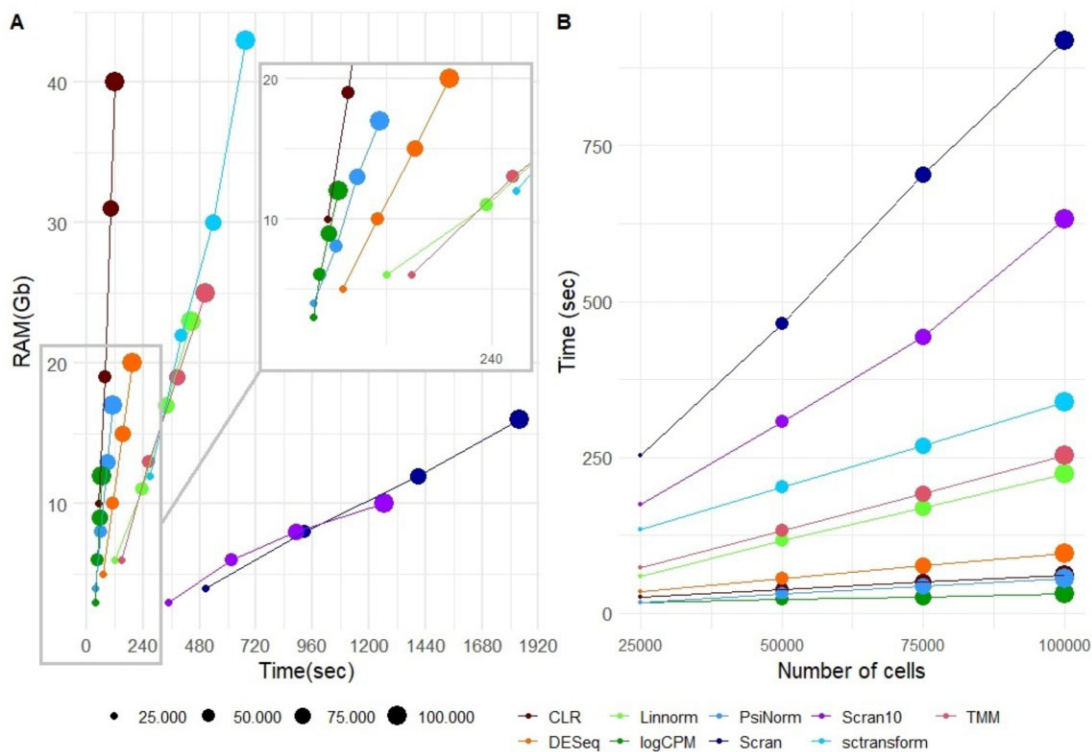 A
RAM(Gb)
40
30
20
10
0 240 480 720 960 1200 1440 1680 1920
Time(sec)
20
10
240
B
Time (sec)
750
500
250
0
25000 50000 75000 100000
Number of cells
25.000 50.000 75.000 100.000
CLR Linnorm PsiNorm Scran10 TMM
DESeq logCPM Scran sctransform